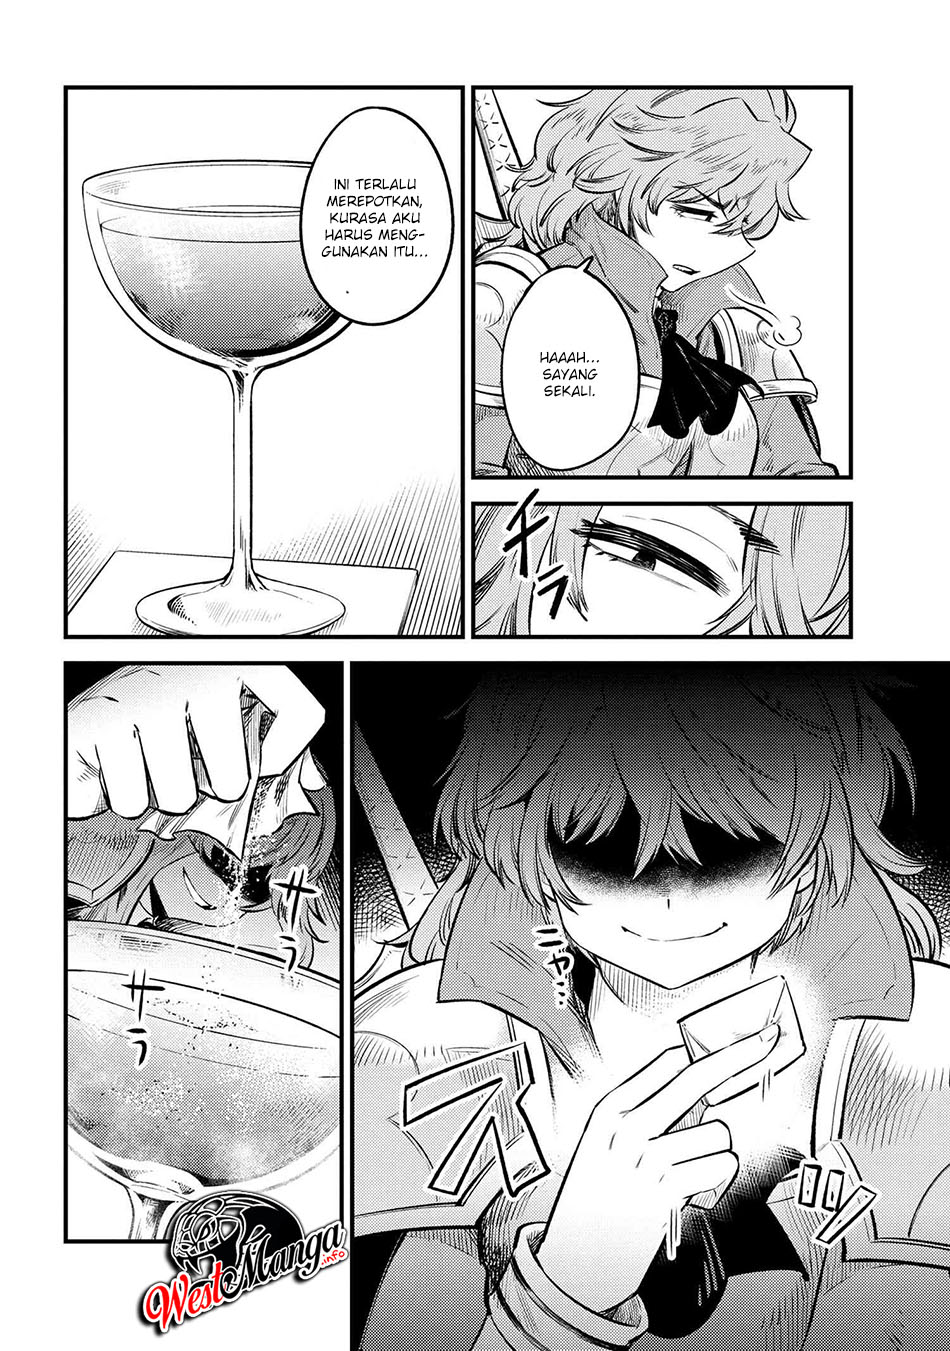 HAAAH...
SAYANG
SEKALI.
INI TERLALU
MEREPOTKAN,
KURASA AKU
HARUS MENG-
GUNAKAN ITU...
チラ
ニヤ…
サラ
サラ
WestManga
.info